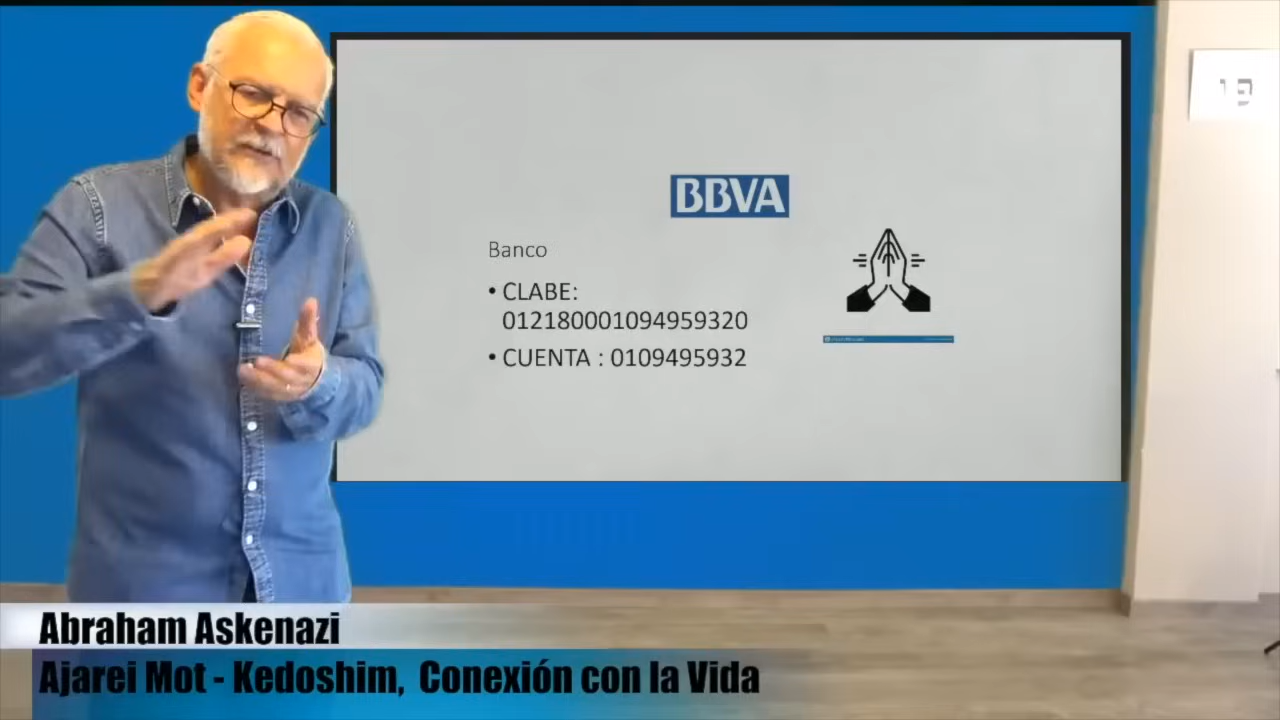 BBVA
Banco
• CLABE:
012180001094959320
• CUENTA : 0109495932
Abraham Askenazi
Ajarei Mot - Kedoshim, Conexión con la Vida